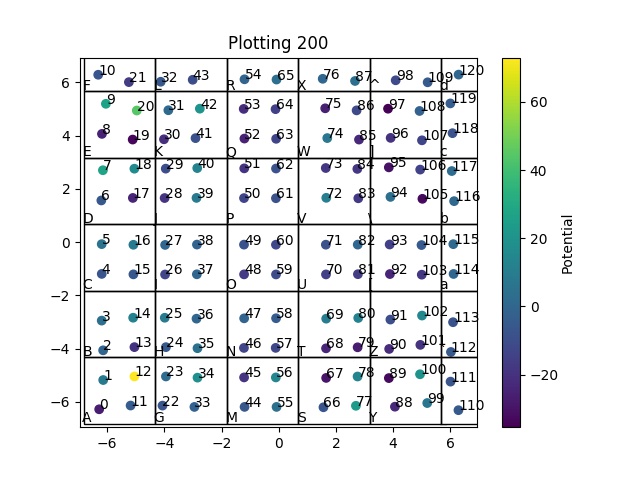 Plotting 200
6 10 21 32 43 54 65 76 87 98 109 120
F L R X ^ d
9 20 31 42 53 64 75 86 97 108 119
4 8 19 30 41 52 63 74 85 96 107 118
E K Q W ] c
7 18 29 40 51 62 73 84 95 106 117
2 6 17 28 39 50 61 72 83 94 105 116
D J P V \ b
0 5 16 27 38 49 60 71 82 93 104 115
4 15 26 37 48 59 70 81 92 103 114
−2 C I O U [ a
3 14 25 36 47 58 69 80 91 102 113
−4 2 13 24 35 46 57 68 79 90 101 112
B H N T Z
1 12 23 34 45 56 67 78 89 100 111
−6 0 11 22 33 44 55 66 77 88 99 110
A G M S Y
−6 −4 −2 0 2 4 6
60
40
20
0
−20
Potential